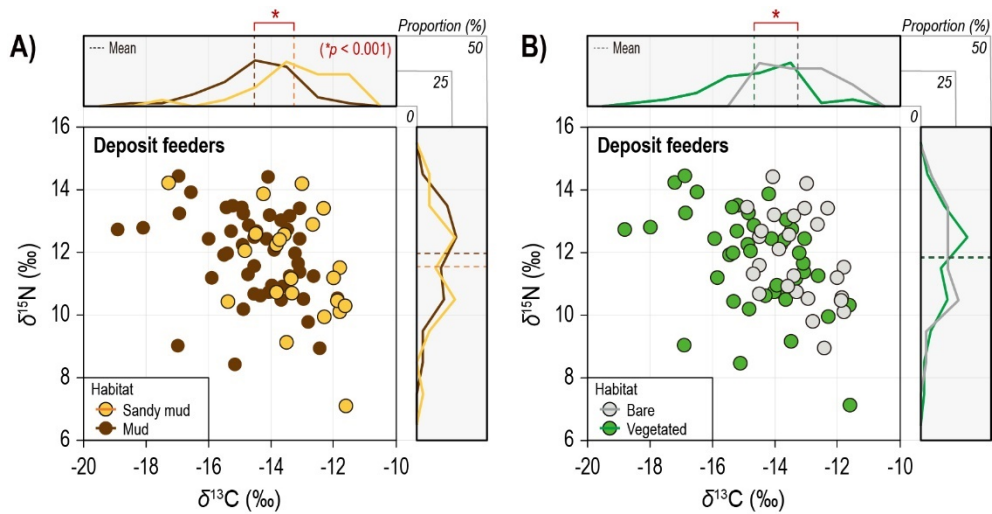 A)
*
Proportion (%)
Mean
(*p < 0.001)
50
25
0
16
14
12
10
8
6
δ15N (‰)
Deposit feeders
Habitat
Sandy mud
Mud
-20 -18 -16 -14 -12 -10
δ13C (‰)
B)
*
Proportion (%)
Mean
50
25
0
16
14
12
10
8
6
δ15N (‰)
Deposit feeders
Habitat
Bare
Vegetated
-20 -18 -16 -14 -12 -10
δ13C (‰)